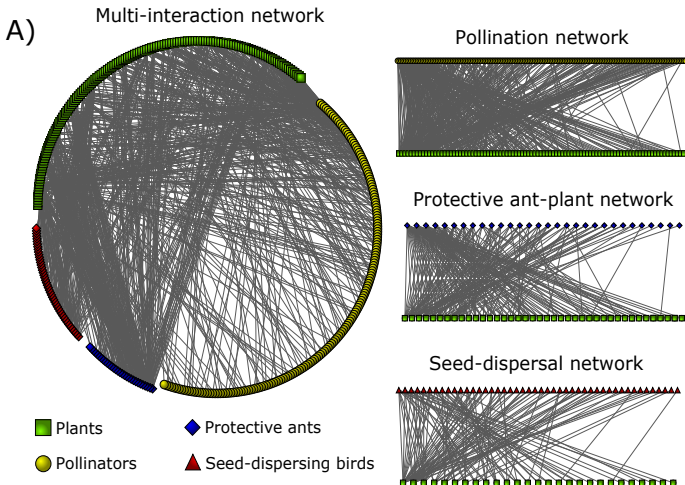 A)
Multi-interaction network
Pollination network
Protective ant-plant network
Seed-dispersal network
Plants
Protective ants
Pollinators
Seed-dispersing birds